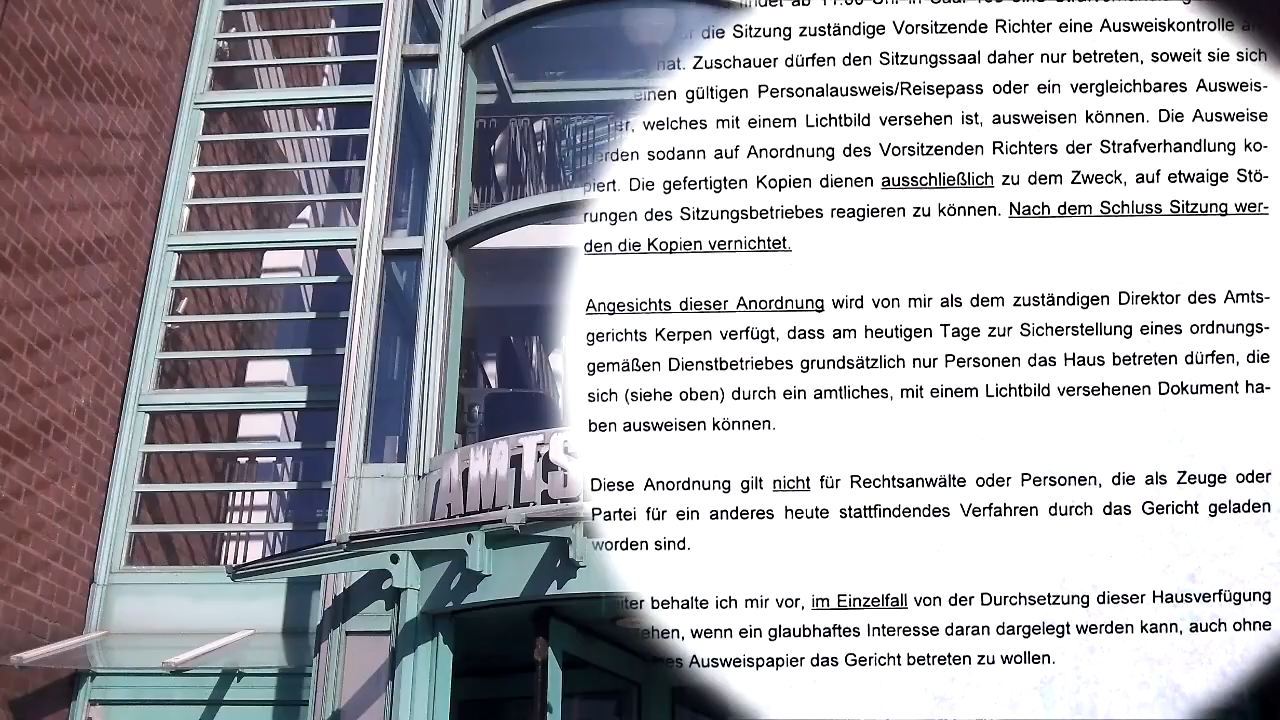 AMTS
die Sitzung zuständige Vorsitzende Richter eine Ausweiskontrolle
hat. Zuschauer dürfen den Sitzungssaal daher nur betreten, soweit sie sich
einen gültigen Personalausweis/Reisepass oder ein vergleichbares Ausweis-
welches mit einem Lichtbild versehen ist, ausweisen können. Die Ausweise
erden sodann auf Anordnung des Vorsitzenden Richters der Strafverhandlung ko-
piert. Die gefertigten Kopien dienen ausschließlich zu dem Zweck, auf etwaige Stö-
rungen des Sitzungsbetriebes reagieren zu können. Nach dem Schluss Sitzung wer-
den die Kopien vernichtet.
Angesichts dieser Anordnung wird von mir als dem zuständigen Direktor des Amts-
gerichts Kerpen verfügt, dass am heutigen Tage zur Sicherstellung eines ordnungs-
gemäßen Dienstbetriebes grundsätzlich nur Personen das Haus betreten dürfen, die
sich (siehe oben) durch ein amtliches, mit einem Lichtbild versehenen Dokument ha-
ben ausweisen können.
Diese Anordnung gilt nicht für Rechtsanwälte oder Personen, die als Zeuge oder
Partei für ein anderes heute stattfindendes Verfahren durch das Gericht geladen
worden sind.
iter behalte ich mir vor, im Einzelfall von der Durchsetzung dieser Hausverfügung
ehen, wenn ein glaubhaftes Interesse daran dargelegt werden kann, auch ohne
es Ausweispapier das Gericht betreten zu wollen.